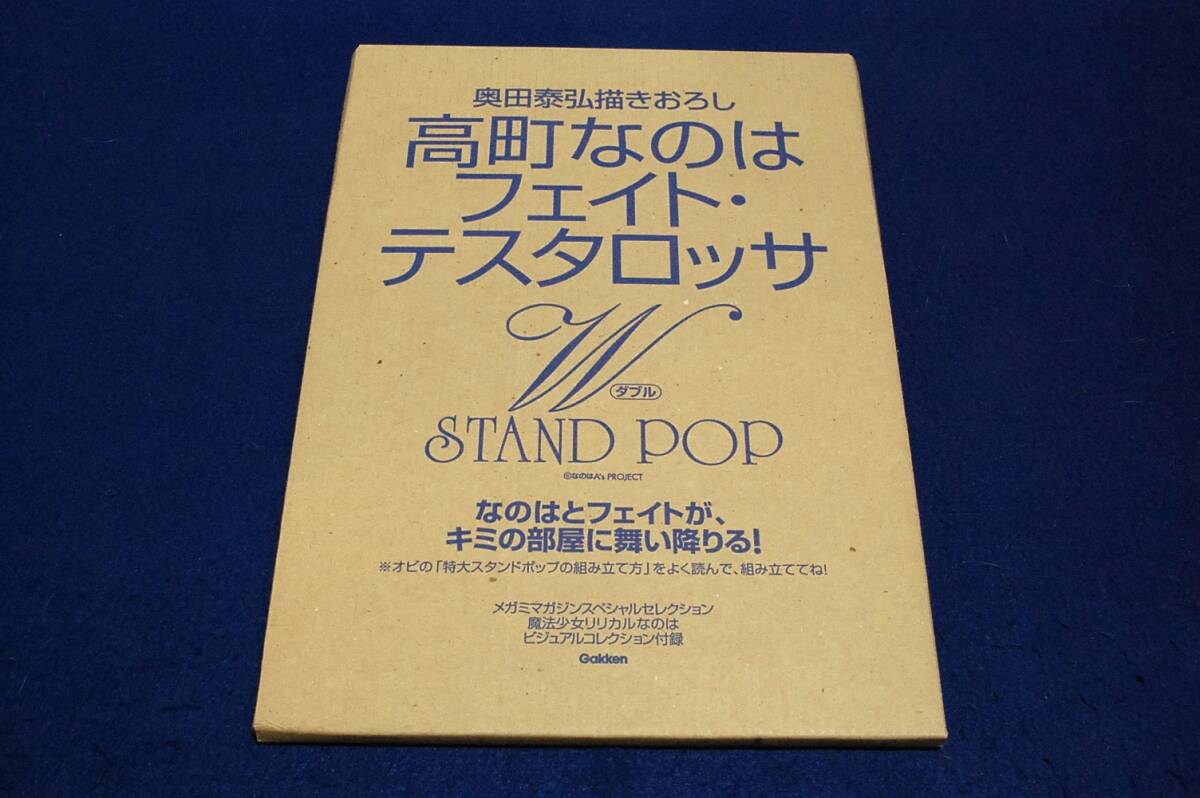 奥田泰弘描きおろし
高町なのは
フェイト・
テスタロッサ
W
ダブル
STAND POP
©なのはA's PROJECT
なのはとフェイトが、
キミの部屋に舞い降りる!
※オビの「特大スタンドポップの組み立て方」をよく読んで、組み立ててね!
メガミマガジンスペシャルセレクション
魔法少女リリカルなのは
ビジュアルコレクション付録
Gakken